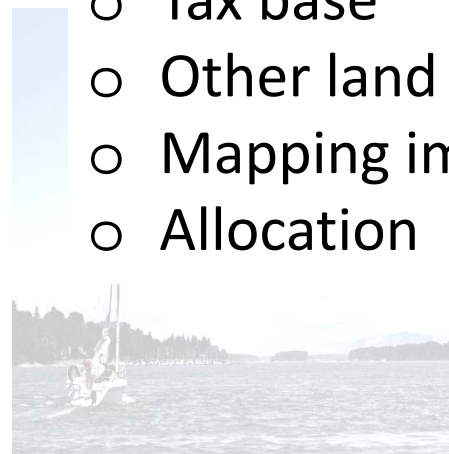 o Tax base
o Other land
o Mapping im
o Allocation